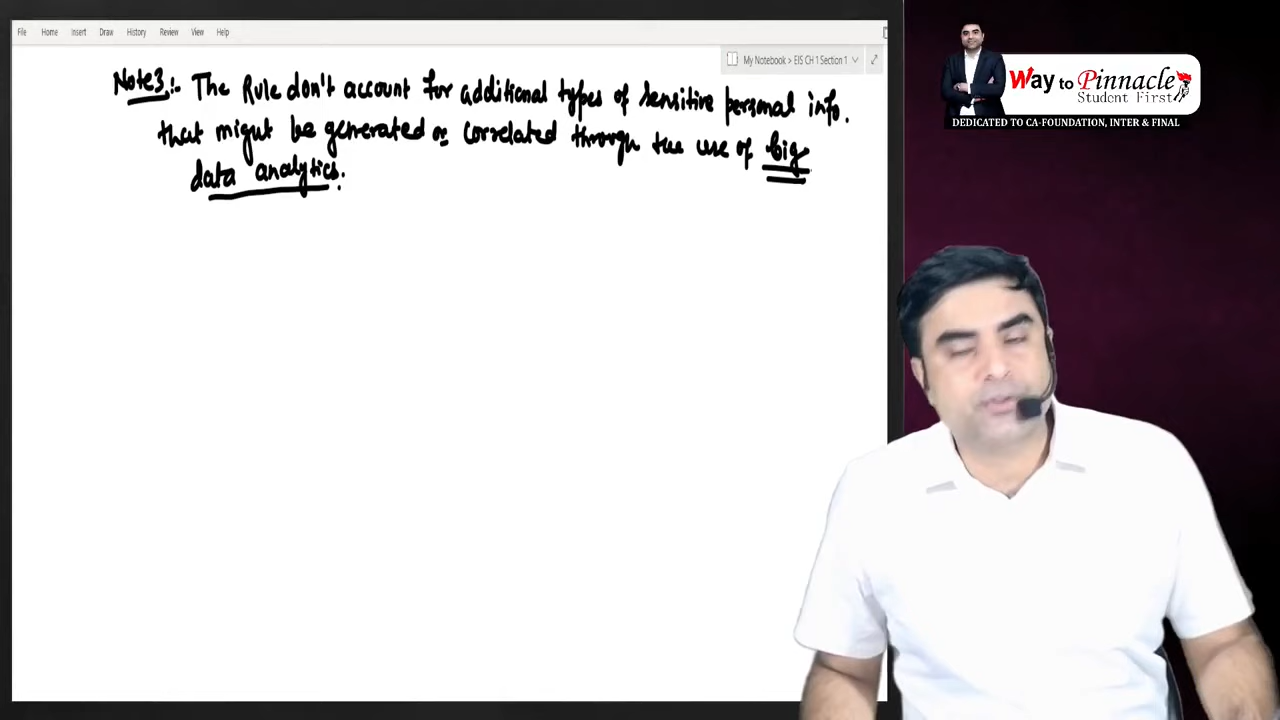 File Home Insert Draw History Review View Help
My Notebook > EIS CH 1 Section 1
Note3:- The Rule don't account for additional types of sensitive personal info.
that might be generated or correlated through the use of big
data analytics.
Way to Pinnacle
Student First
DEDICATED TO CA-FOUNDATION, INTER & FINAL